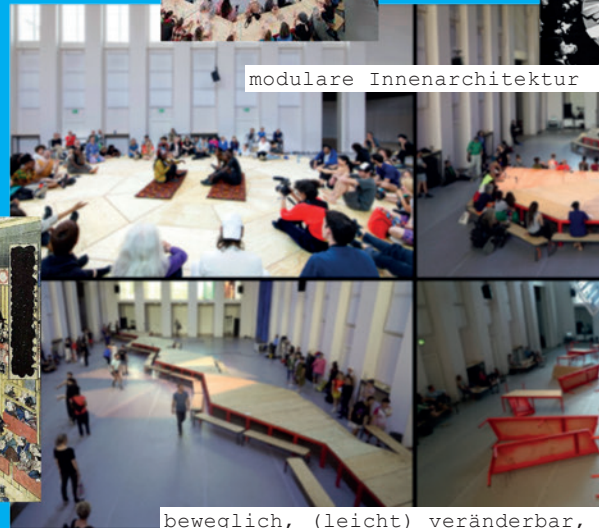 modulare Innenarchitektur
beweglich, (leicht) veränderbar,